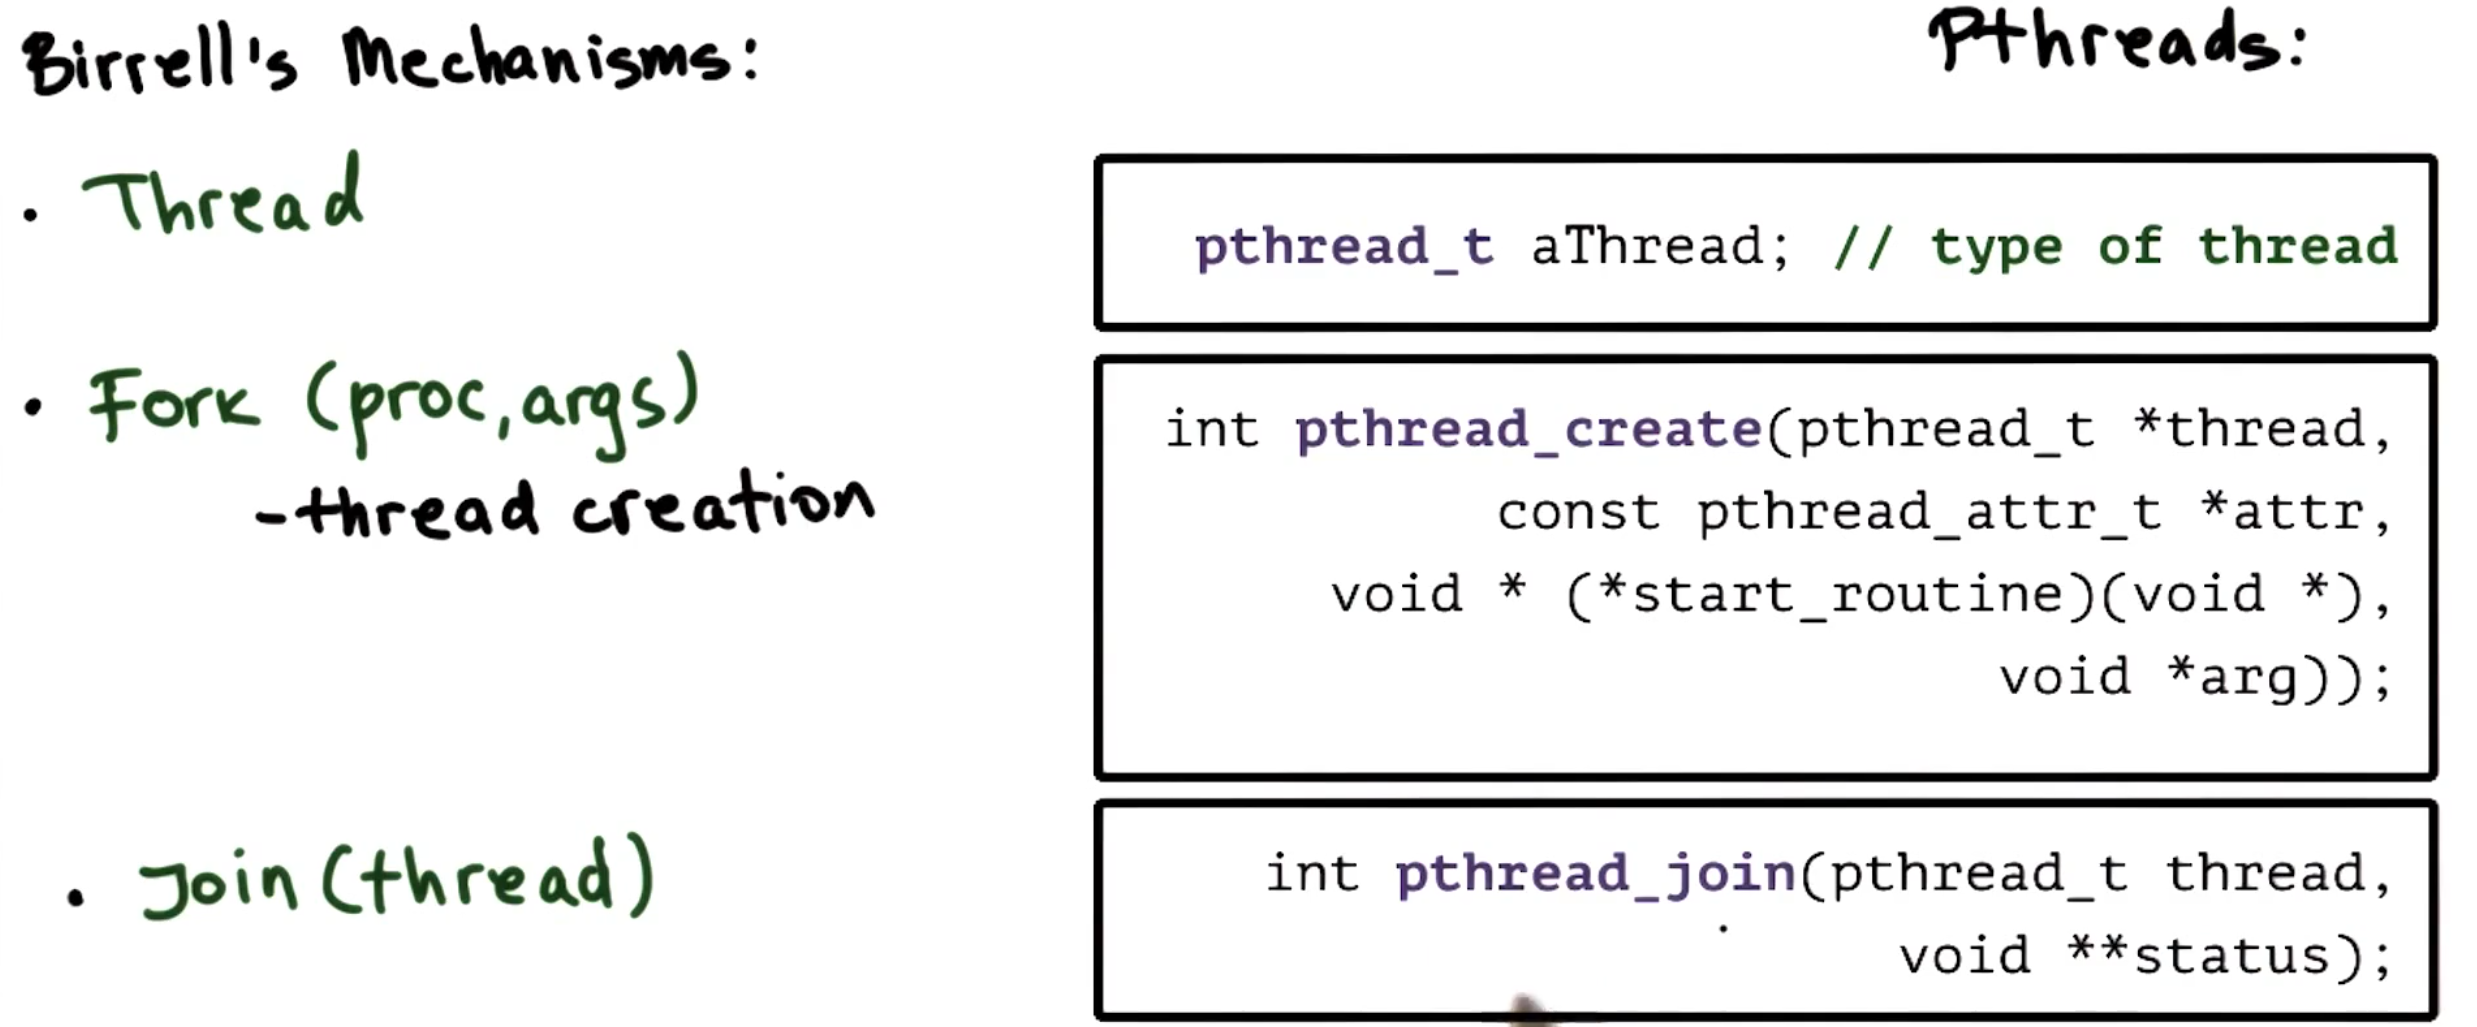 Birrell's Mechanisms:
Pthreads:
• Thread
pthread_t aThread; // type of thread
• Fork (proc, args)
- thread creation
int pthread_create(pthread_t *thread,
const pthread_attr_t *attr,
void * (*start_routine)(void *),
void *arg));
• Join (thread)
int pthread_join(pthread_t thread,
void **status);